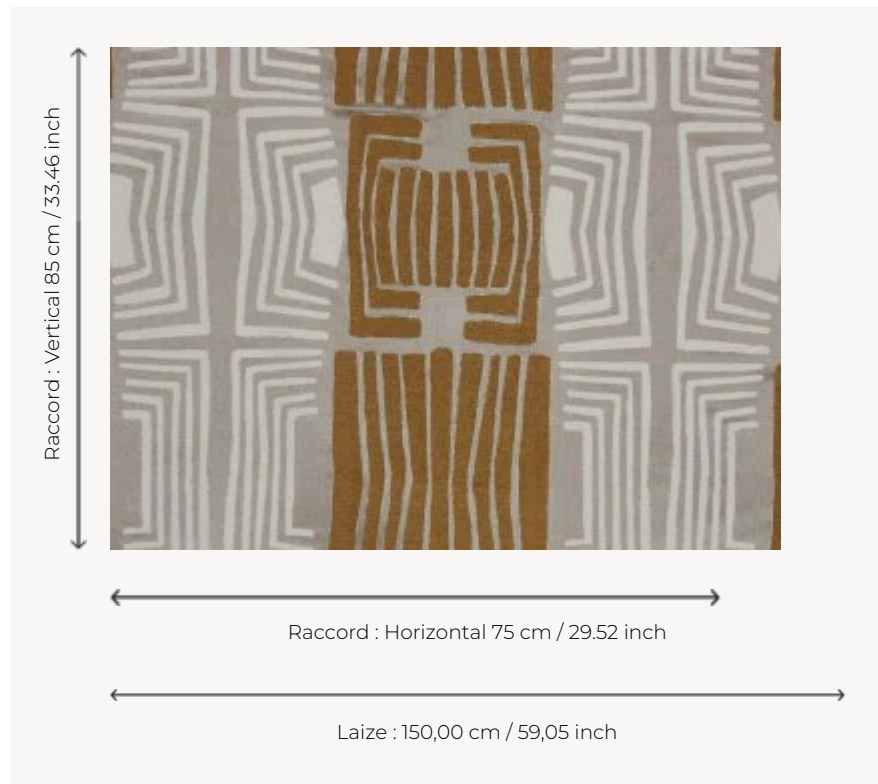 Raccord : Vertical 85 cm / 33.46 inch
Raccord : Horizontal 75 cm / 29.52 inch
Laize : 150,00 cm / 59,05 inch